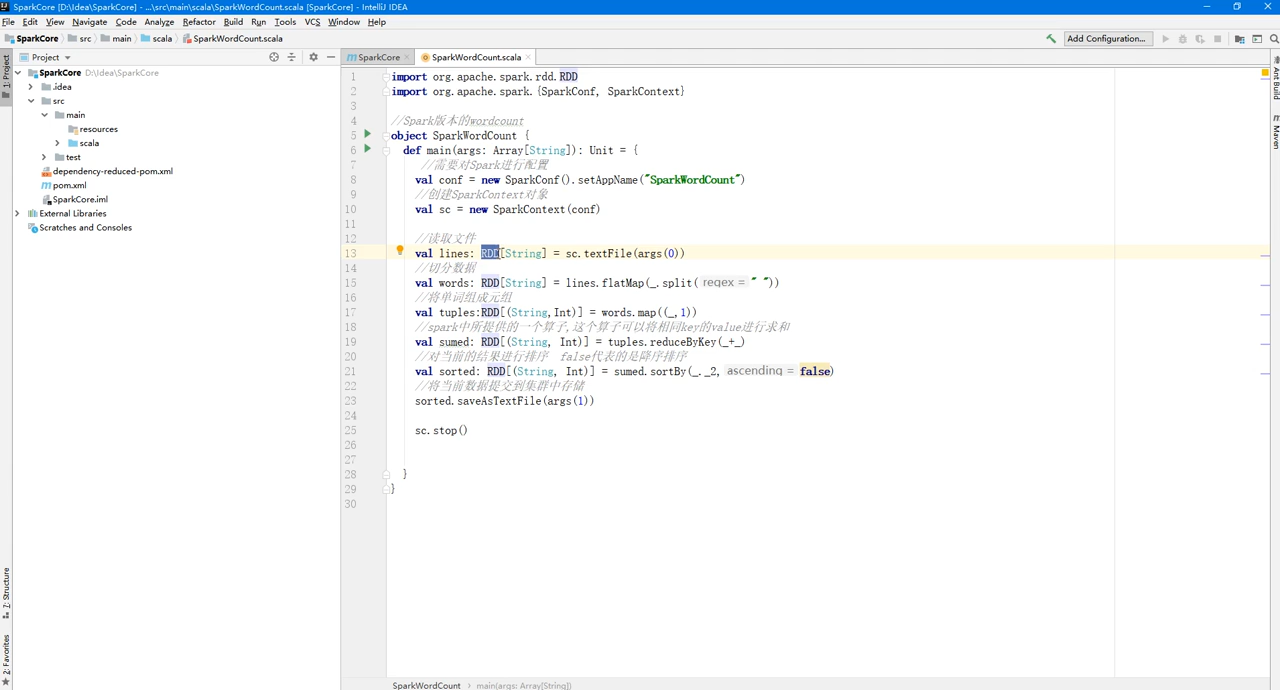 SparkCore [D:\Idea\SparkCore] - ...\src\main\scala\SparkWordCount.scala [SparkCore] - IntelliJ IDEA
File Edit View Navigate Code Analyze Refactor Build Run Tools VCS Window Help
SparkCore src main scala SparkWordCount.scala
Add Configuration...
Project
SparkCore
SparkWordCount.scala
1: Project
SparkCore D:\Idea\SparkCore
.idea
src
main
resources
scala
test
dependency-reduced-pom.xml
pom.xml
SparkCore.iml
External Libraries
Scratches and Consoles
7: Structure
2: Favorites
1 import org.apache.spark.rdd.RDD
2 import org.apache.spark.{SparkConf, SparkContext}
3
4 //Spark版本的wordcount
5 object SparkWordCount {
6 def main(args: Array[String]): Unit = {
7 //需要对Spark进行配置
8 val conf = new SparkConf().setAppName("SparkWordCount")
9 //创建SparkContext对象
10 val sc = new SparkContext(conf)
11
12 //读取文件
13 val lines: RDD[String] = sc.textFile(args(0))
14 //切分数据
15 val words: RDD[String] = lines.flatMap(_.split( regex = " "))
16 //将单词组成元组
17 val tuples:RDD[(String,Int)] = words.map((_,1))
18 //spark中所提供的一个算子,这个算子可以将相同key的value进行求和
19 val sumed: RDD[(String, Int)] = tuples.reduceByKey(_+_)
20 //对当前的结果进行排序 false代表的是降序排序
21 val sorted: RDD[(String, Int)] = sumed.sortBy(_._2, ascending = false)
22 //将当前数据提交到集群中存储
23 sorted.saveAsTextFile(args(1))
24
25 sc.stop()
26
27
28 }
29 }
30
Ant Build
Maven
SparkWordCount main(args: Array[String])